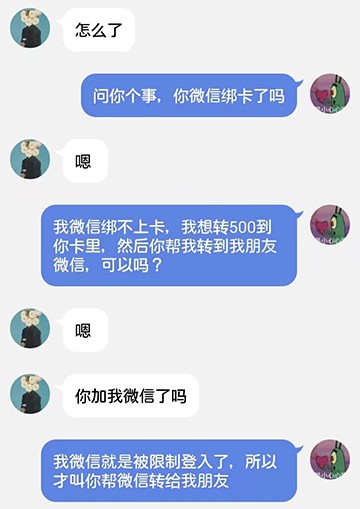 怎么了
问你个事，你微信绑卡了吗
嗯
我微信绑不上卡，我想转500到
你卡里，然后你帮我转到我朋友
微信，可以吗？
嗯
你加我微信了吗
我微信就是被限制登入了，所以
才叫你帮微信转给我朋友